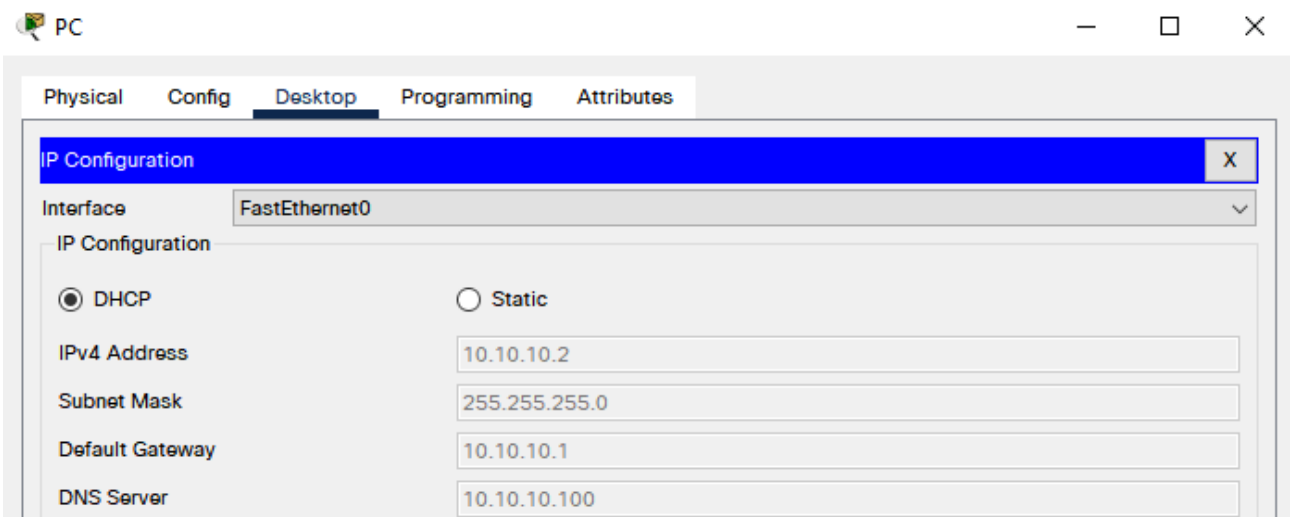 PC
Physical Config Desktop Programming Attributes
IP Configuration X
Interface FastEthernet0
IP Configuration
DHCP Static
IPv4 Address 10.10.10.2
Subnet Mask 255.255.255.0
Default Gateway 10.10.10.1
DNS Server 10.10.10.100